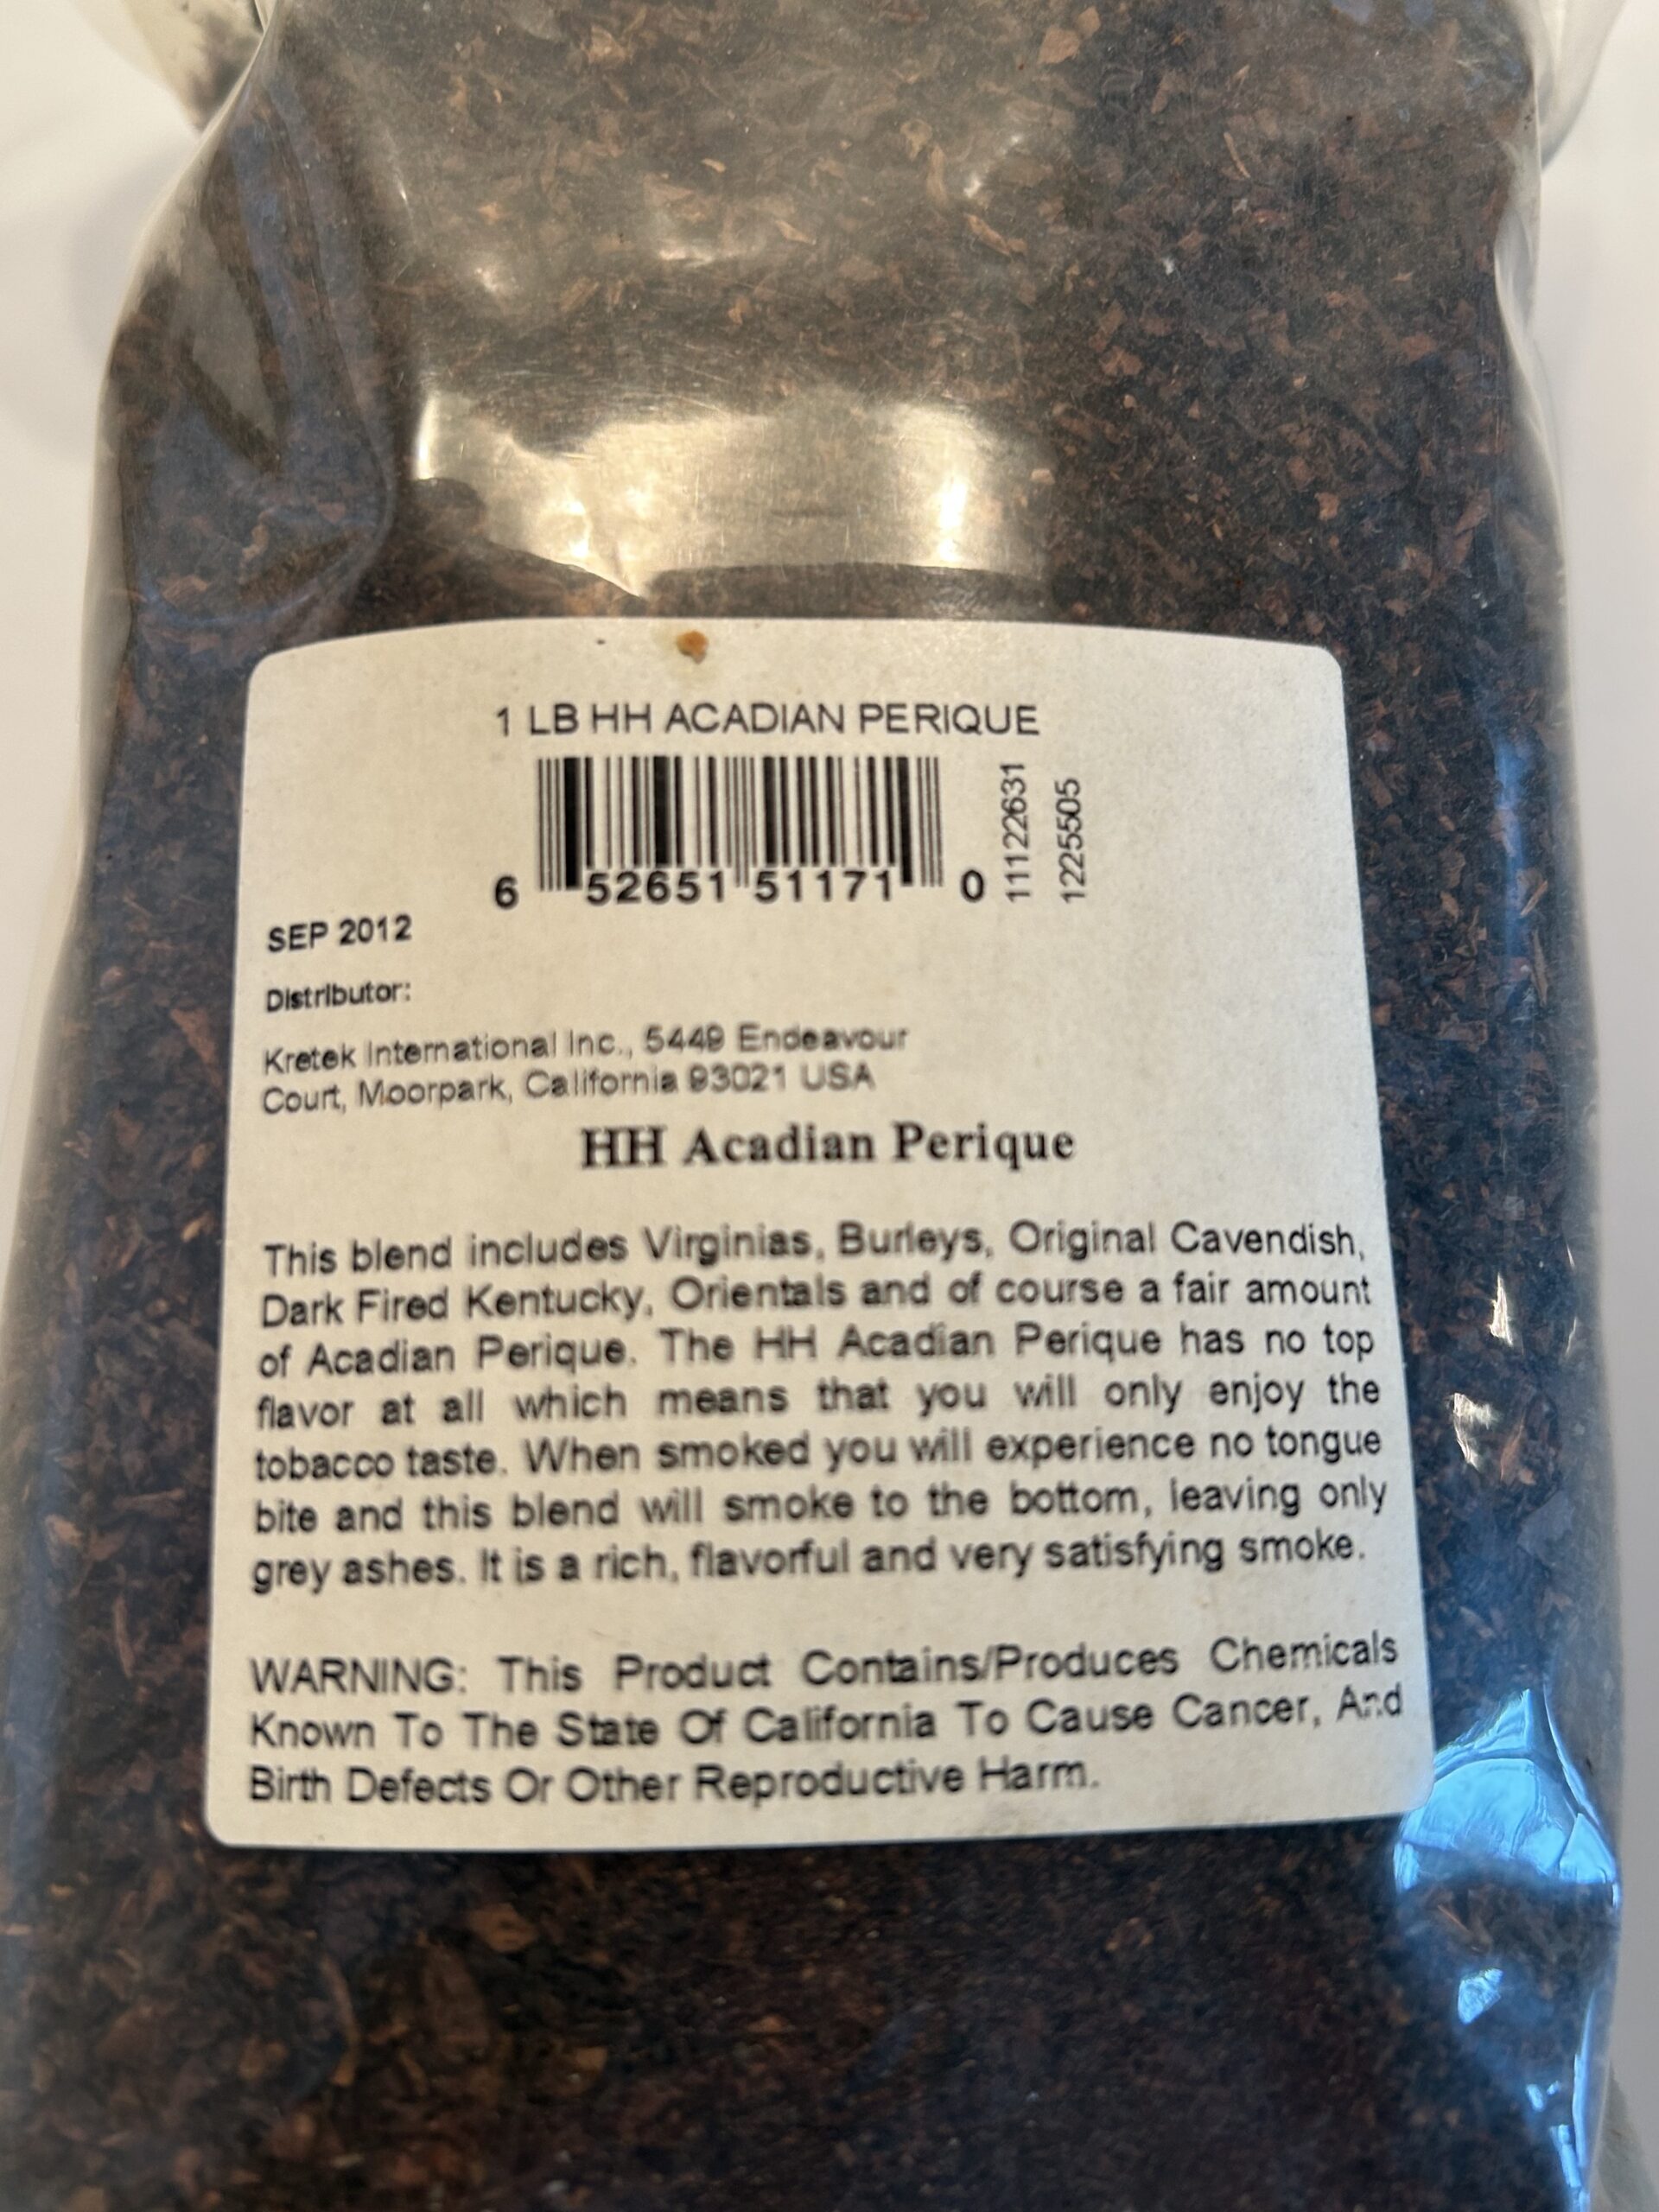 1 LB HH ACADIAN PERIQUE
6 52651 51171 0
11122631
1225505
SEP 2012
Distributor:
Kretek International Inc., 5449 Endeavour
Court, Moorpark, California 93021 USA
HH Acadian Perique
This blend includes Virginias, Burleys, Original Cavendish,
Dark Fired Kentucky, Orientals and of course a fair amount
of Acadian Perique. The HH Acadian Perique has no top
flavor at all which means that you will only enjoy the
tobacco taste. When smoked you will experience no tongue
bite and this blend will smoke to the bottom, leaving only
grey ashes. It is a rich, flavorful and very satisfying smoke.
WARNING: This Product Contains/Produces Chemicals
Known To The State Of California To Cause Cancer, And
Birth Defects Or Other Reproductive Harm.